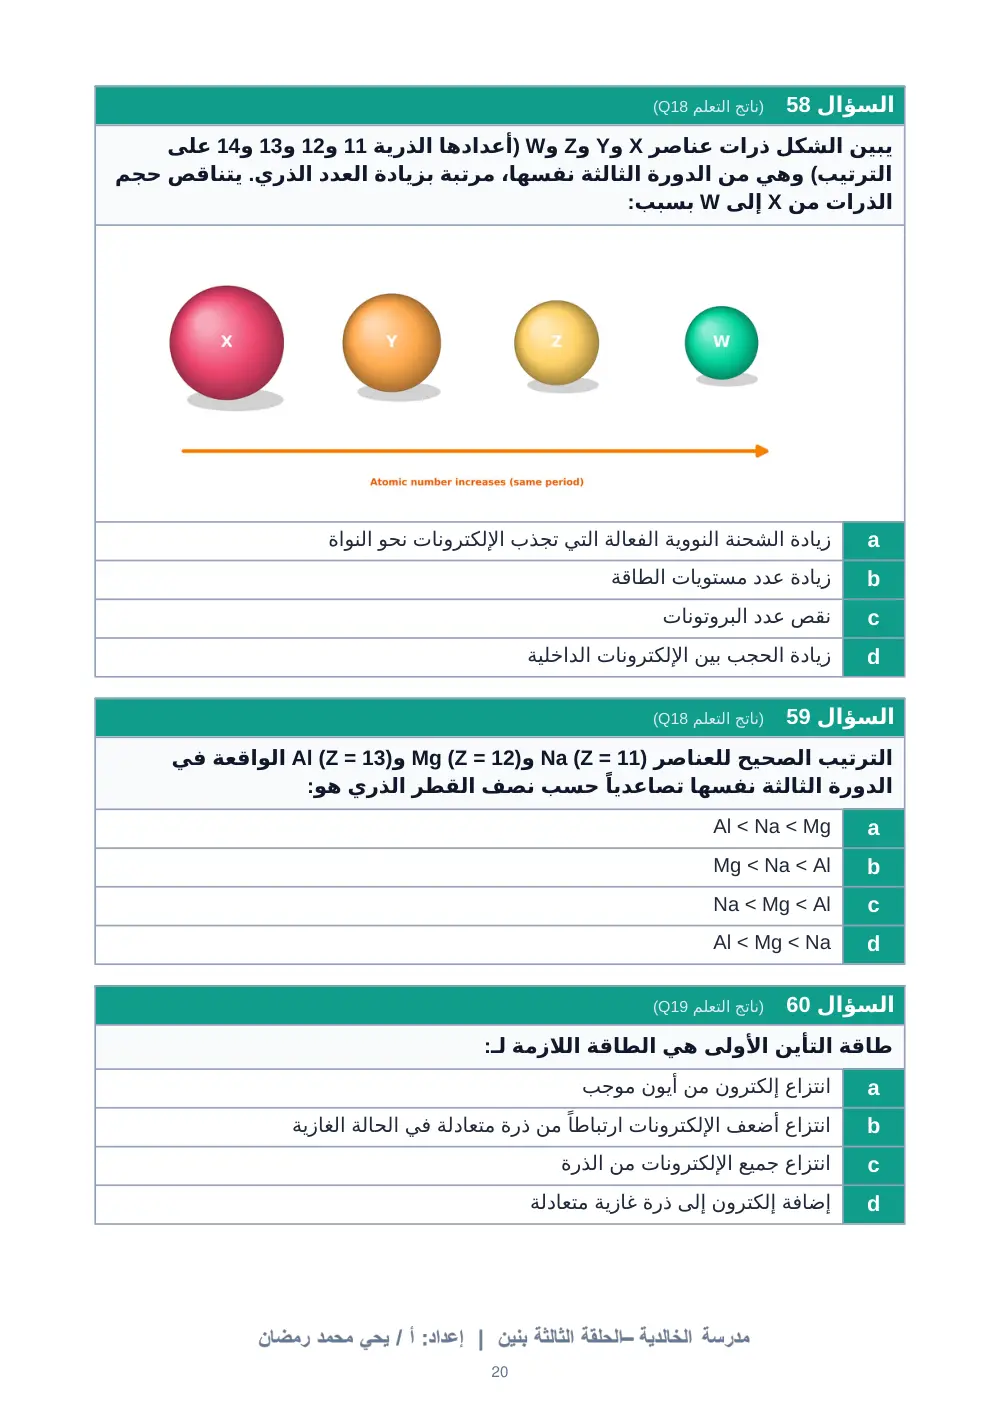 السؤال 58 (ناتج التعلم Q18)
يبين الشكل ذرات عناصر X وY وZ وW (أعدادها الذرية 11 و12 و13 و14 على
الترتيب) وهي من الدورة الثالثة نفسها، مرتبة بزيادة العدد الذري. يتناقص حجم
الذرات من X إلى W بسبب:
X Y Z W
Atomic number increases (same period)
a زيادة الشحنة النووية الفعالة التي تجذب الإلكترونات نحو النواة
b زيادة عدد مستويات الطاقة
c نقص عدد البروتونات
d زيادة الحجب بين الإلكترونات الداخلية
السؤال 59 (ناتج التعلم Q18)
الترتيب الصحيح للعناصر Na (Z = 11) وMg (Z = 12) وAl (Z = 13) الواقعة في
الدورة الثالثة نفسها تصاعدياً حسب نصف القطر الذري هو:
a Al < Na < Mg
b Mg < Na < Al
c Na < Mg < Al
d Al < Mg < Na
السؤال 60 (ناتج التعلم Q19)
طاقة التأين الأولى هي الطاقة اللازمة لـ:
a انتزاع إلكترون من أيون موجب
b انتزاع أضعف الإلكترونات ارتباطاً من ذرة متعادلة في الحالة الغازية
c انتزاع جميع الإلكترونات من الذرة
d إضافة إلكترون إلى ذرة غازية متعادلة
مدرسة الخالدية –الحلقة الثالثة بنين | إعداد: أ / يحي محمد رمضان
20